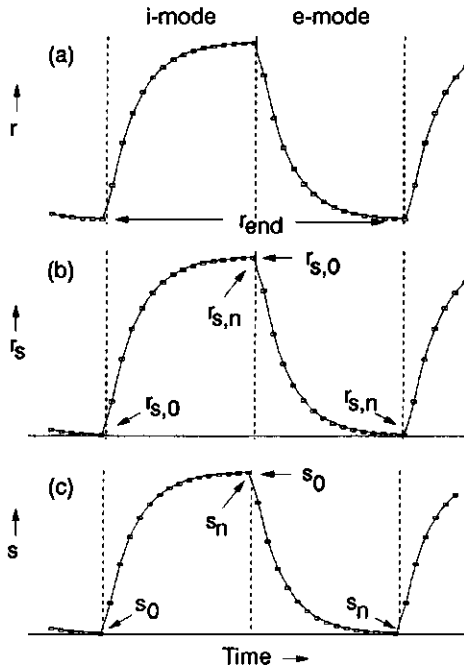 i-mode e-mode
(a)
r
r_end
(b)
r_s,0
r_s,n
r_s
r_s,0 r_s,n
(c)
s_0
s_n
s
s_0 s_n
Time